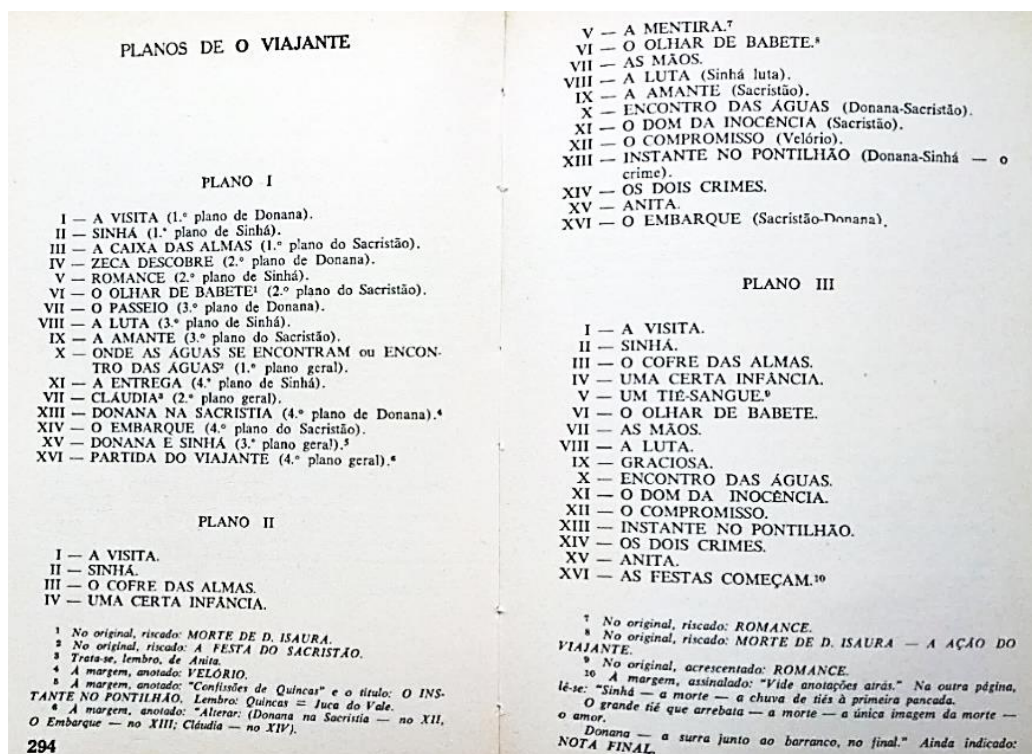 PLANOS DE O VIAJANTE
PLANO I
I — A VISITA (1.º plano de Donana).
II — SINHÁ (1.º plano de Sinhá).
III — A CAIXA DAS ALMAS (1.º plano do Sacristão).
IV — ZECA DESCOBRE (2.º plano de Donana).
V — ROMANCE (2.º plano de Sinhá).
VI — O OLHAR DE BABETE¹ (2.º plano do Sacristão).
VII — O PASSEIO (3.º plano de Donana).
VIII — A LUTA (3.º plano de Sinhá).
IX — A AMANTE (3.º plano do Sacristão).
X — ONDE AS ÁGUAS SE ENCONTRAM ou ENCON-
TRO DAS ÁGUAS² (1.º plano geral).
XI — A ENTREGA (4.º plano de Sinhá).
VII — CLÁUDIA³ (2.º plano geral).
XIII — DONANA NA SACRISTIA (4.º plano de Donana).⁴
XIV — O EMBARQUE (4.º plano do Sacristão).
XV — DONANA E SINHÁ (3.º plano geral).⁵
XVI — PARTIDA DO VIAJANTE (4.º plano geral).⁶
PLANO II
I — A VISITA.
II — SINHÁ.
III — O COFRE DAS ALMAS.
IV — UMA CERTA INFÂNCIA.
¹ No original, riscado: MORTE DE D. ISAURA.
² No original, riscado: A FESTA DO SACRISTÃO.
³ Trata-se, lembro, de Anita.
⁴ À margem, anotado: VELÓRIO.
⁵ À margem, anotado: "Confissões de Quincas" e o título: O INS-
TANTE NO PONTILHÃO. Lembro: Quincas = Juca do Vale.
⁶ À margem, anotado: "Alterar: (Donana na Sacristia — no XII,
O Embarque — no XIII; Cláudia — no XIV).
294
V — A MENTIRA.⁷
VI — O OLHAR DE BABETE.⁸
VII — AS MÃOS.
VIII — A LUTA (Sinhá luta).
IX — A AMANTE (Sacristão).
X — ENCONTRO DAS ÁGUAS (Donana-Sacristão).
XI — O DOM DA INOCÊNCIA (Sacristão).
XII — O COMPROMISSO (Velório).
XIII — INSTANTE NO PONTILHÃO (Donana-Sinhá — o
crime).
XIV — OS DOIS CRIMES.
XV — ANITA.
XVI — O EMBARQUE (Sacristão-Donana).
PLANO III
I — A VISITA.
II — SINHÁ.
III — O COFRE DAS ALMAS.
IV — UMA CERTA INFÂNCIA.
V — UM TIÊ-SANGUE.⁹
VI — O OLHAR DE BABETE.
VII — AS MÃOS.
VIII — A LUTA.
IX — GRACIOSA.
X — ENCONTRO DAS ÁGUAS.
XI — O DOM DA INOCÊNCIA.
XII — O COMPROMISSO.
XIII — INSTANTE NO PONTILHÃO.
XIV — OS DOIS CRIMES.
XV — ANITA.
XVI — AS FESTAS COMEÇAM.¹⁰
⁷ No original, riscado: ROMANCE.
⁸ No original, riscado: MORTE DE D. ISAURA — A AÇÃO DO
VIAJANTE.
⁹ No original, acrescentado: ROMANCE.
¹⁰ À margem, assinalado: "Vide anotações atrás." Na outra página,
lê-se: "Sinhá — a morte — a chuva de tiês à primeira pancada.
O grande tiê que arrebata — a morte — a única imagem da morte —
o amor.
Donana — a surra junto ao barranco, no final." Ainda indicado:
NOTA FINAL.